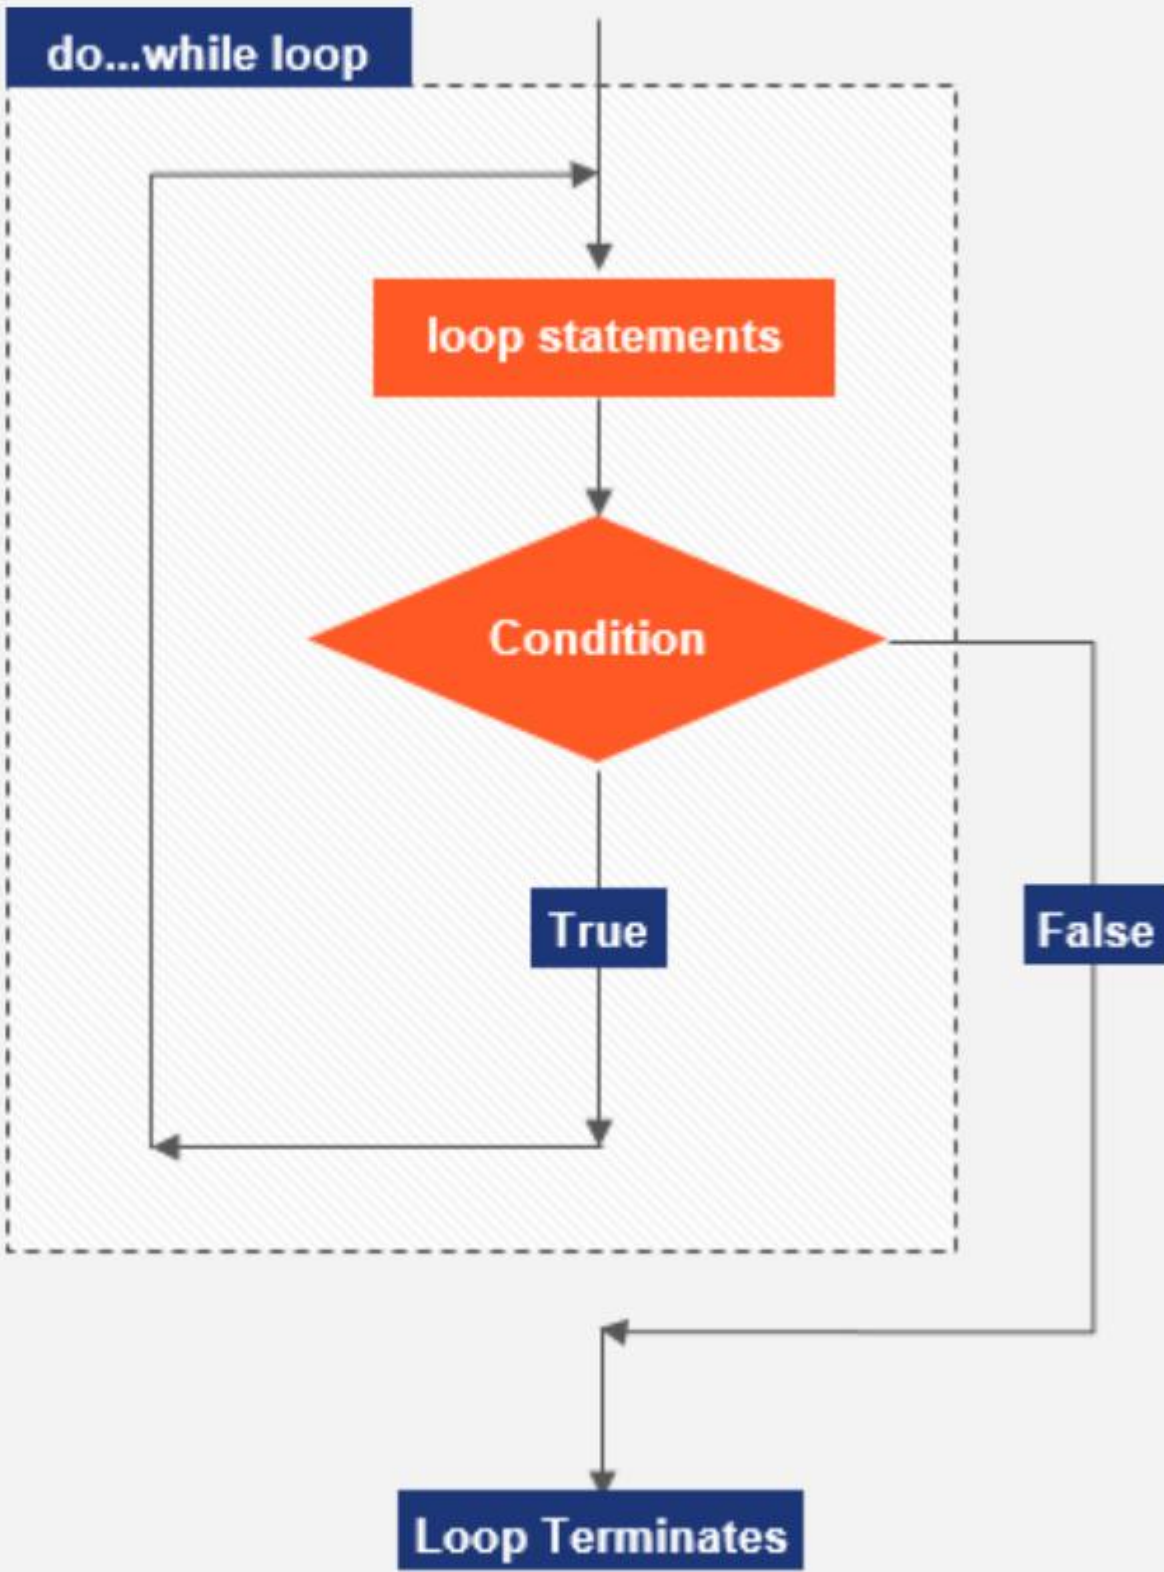 do...while loop
loop statements
Condition
True
False
Loop Terminates